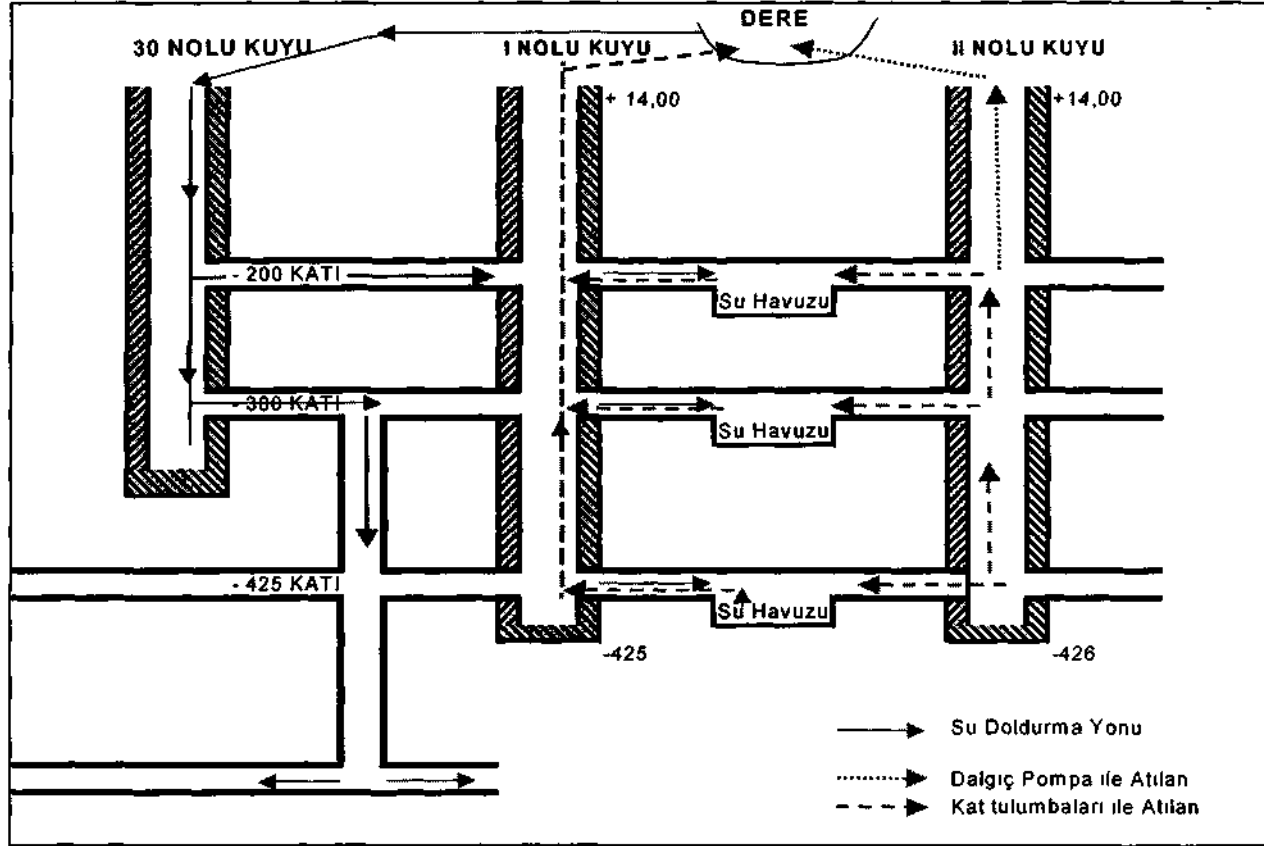 DERE
30 NOLU KUYU
I NOLU KUYU
II NOLU KUYU
+ 14,00
+14,00
- 200 KATI
Su Havuzu
- 300 KATI
Su Havuzu
- 425 KATI
Su Havuzu
-425
-426
Su Doldurma Yonu
Dalgıç Pompa ile Atılan
Kat tulumbaları ile Atılan